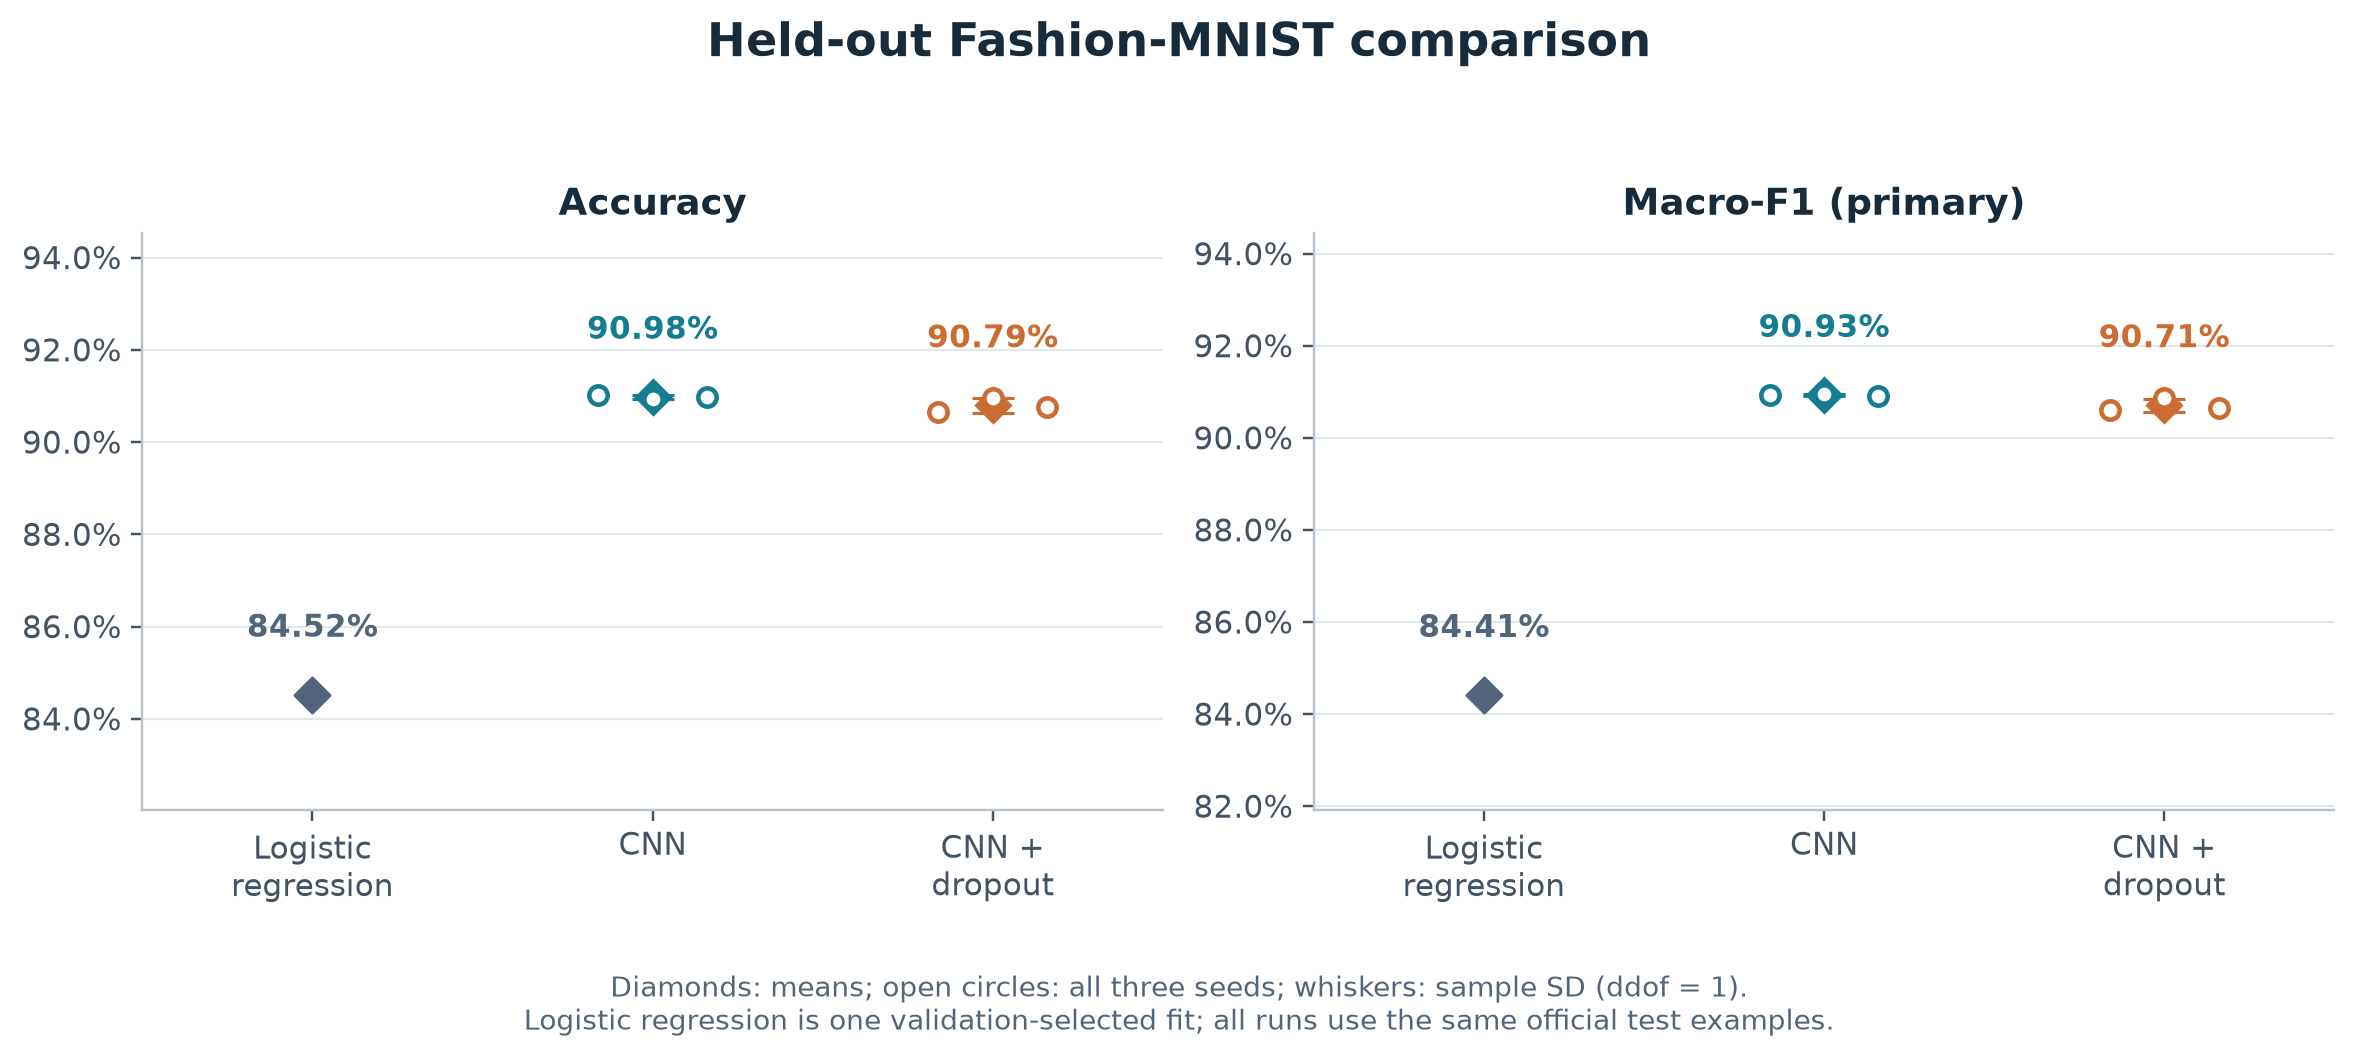 Held-out Fashion-MNIST comparison
Accuracy
94.0%
92.0%
90.0%
88.0%
86.0%
84.0%
84.52%
90.98%
90.79%
Logistic
regression
CNN
CNN +
dropout
Macro-F1 (primary)
94.0%
92.0%
90.0%
88.0%
86.0%
84.0%
82.0%
84.41%
90.93%
90.71%
Logistic
regression
CNN
CNN +
dropout
Diamonds: means; open circles: all three seeds; whiskers: sample SD (ddof = 1).
Logistic regression is one validation-selected fit; all runs use the same official test examples.